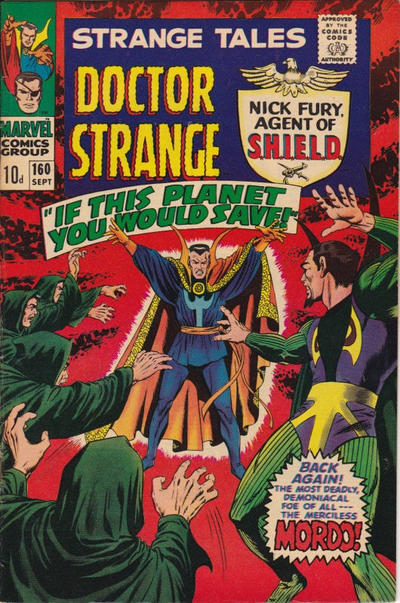 STRANGE TALES
APPROVED
BY THE
COMICS
CODE
AUTHORITY
DOCTOR
STRANGE
NICK FURY,
AGENT OF
S.H.I.E.L.D.
MARVEL
COMICS
GROUP
10d
160
SEPT
"IF THIS PLANET
YOU WOULD SAVE!"
BACK
AGAIN!
THE MOST DEADLY,
DEMONIACAL
FOE OF ALL---
THE MERCILESS
MORDO!